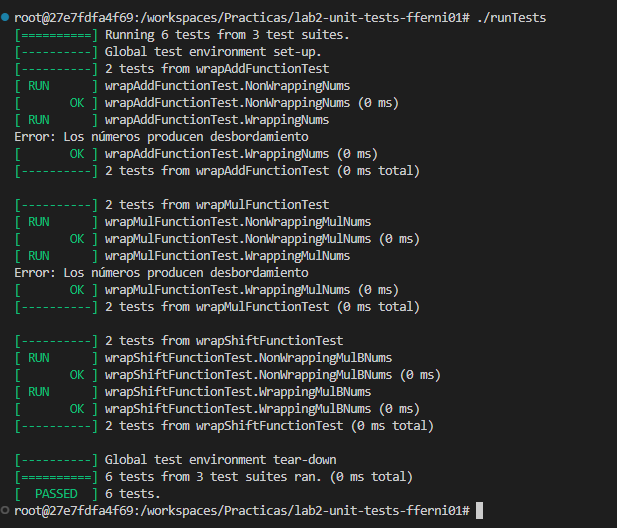 root@27e7fdfa4f69:/workspaces/Practicas/lab2-unit-tests-fferni01# ./runTests
[==========] Running 6 tests from 3 test suites.
[----------] Global test environment set-up.
[----------] 2 tests from wrapAddFunctionTest
[ RUN      ] wrapAddFunctionTest.NonWrappingNums
[       OK ] wrapAddFunctionTest.NonWrappingNums (0 ms)
[ RUN      ] wrapAddFunctionTest.WrappingNums
Error: Los números producen desbordamiento
[       OK ] wrapAddFunctionTest.WrappingNums (0 ms)
[----------] 2 tests from wrapAddFunctionTest (0 ms total)

[----------] 2 tests from wrapMulFunctionTest
[ RUN      ] wrapMulFunctionTest.NonWrappingMulNums
[       OK ] wrapMulFunctionTest.NonWrappingMulNums (0 ms)
[ RUN      ] wrapMulFunctionTest.WrappingMulNums
Error: Los números producen desbordamiento
[       OK ] wrapMulFunctionTest.WrappingMulNums (0 ms)
[----------] 2 tests from wrapMulFunctionTest (0 ms total)

[----------] 2 tests from wrapShiftFunctionTest
[ RUN      ] wrapShiftFunctionTest.NonWrappingMulBNums
[       OK ] wrapShiftFunctionTest.NonWrappingMulBNums (0 ms)
[ RUN      ] wrapShiftFunctionTest.WrappingMulBNums
[       OK ] wrapShiftFunctionTest.WrappingMulBNums (0 ms)
[----------] 2 tests from wrapShiftFunctionTest (0 ms total)

[----------] Global test environment tear-down
[==========] 6 tests from 3 test suites ran. (0 ms total)
[  PASSED  ] 6 tests.
root@27e7fdfa4f69:/workspaces/Practicas/lab2-unit-tests-fferni01#